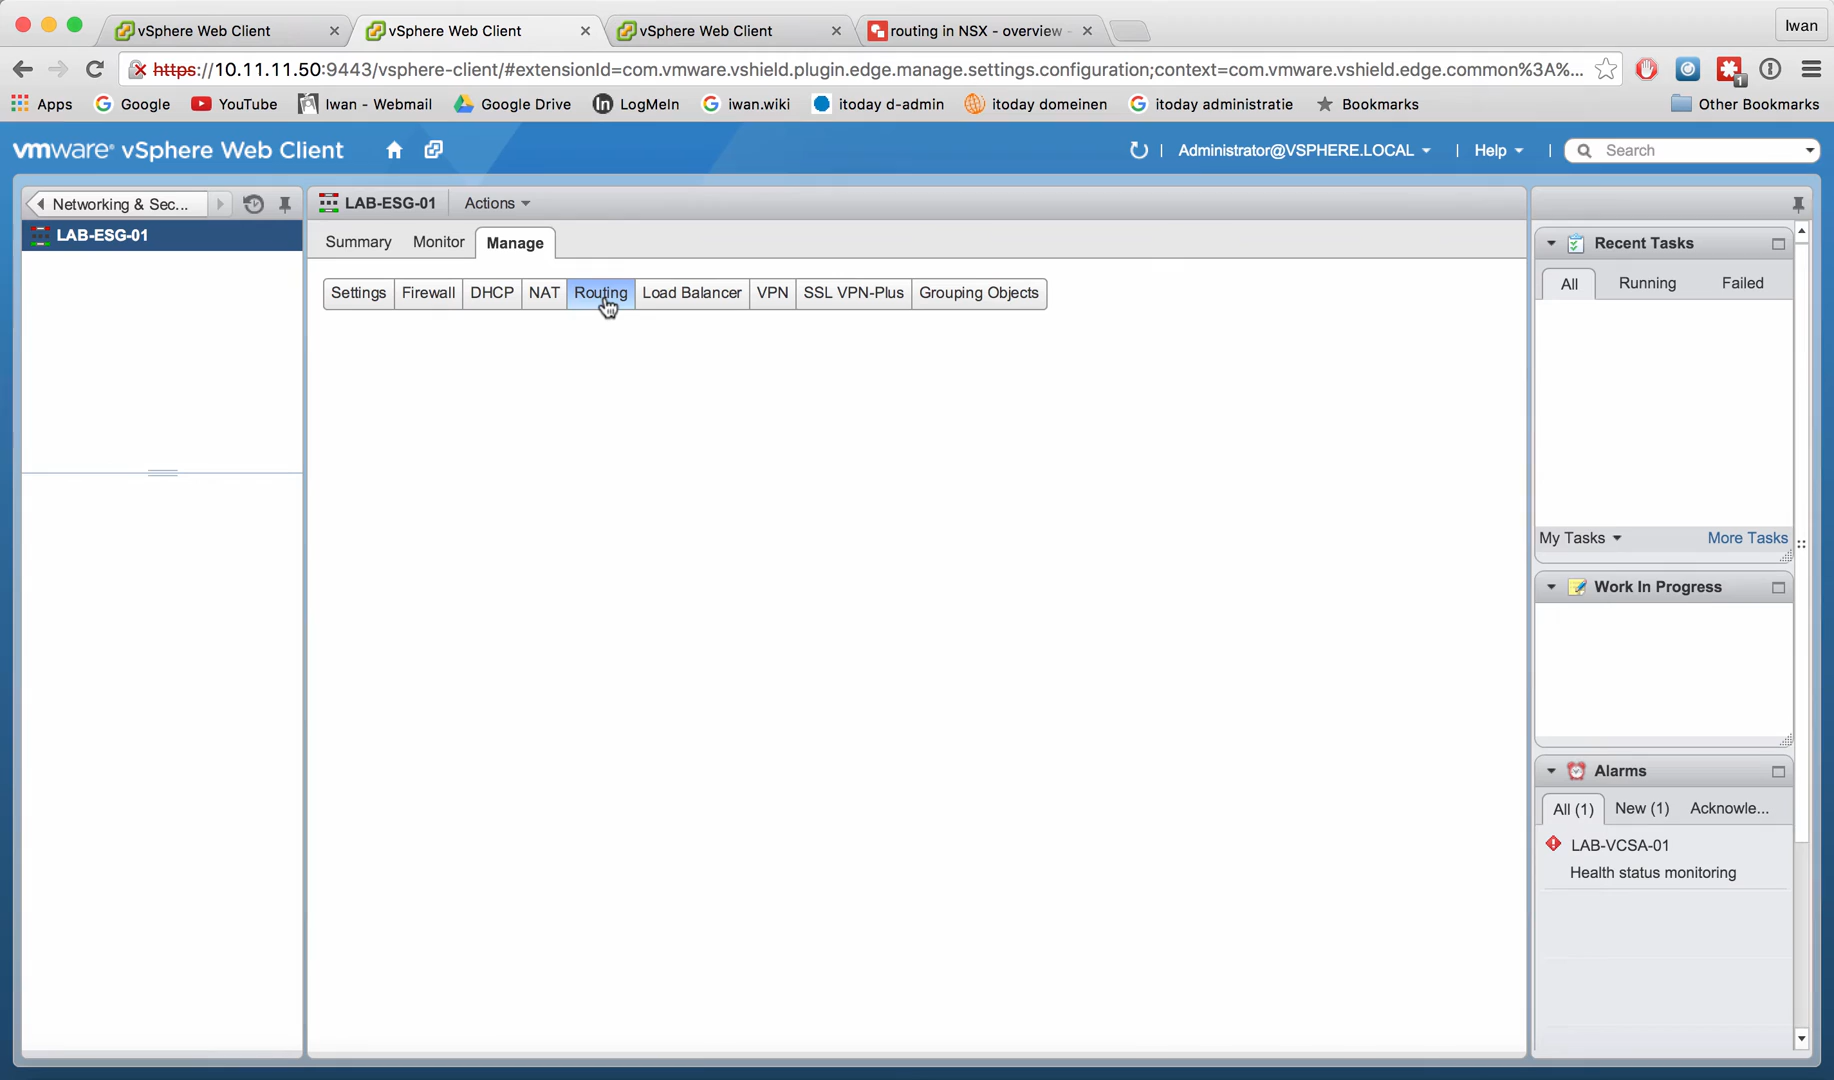 vSphere Web Client
vSphere Web Client
vSphere Web Client
routing in NSX - overview -
Iwan
https://10.11.11.50:9443/vsphere-client/#extensionId=com.vmware.vshield.plugin.edge.manage.settings.configuration;context=com.vmware.vshield.edge.common%3A%...
1
Apps
Google
YouTube
Iwan - Webmail
Google Drive
LogMeIn
iwan.wiki
itoday d-admin
itoday domeinen
itoday administratie
Bookmarks
Other Bookmarks
vmware® vSphere Web Client
Administrator@VSPHERE.LOCAL
Help
Search
Networking & Sec...
LAB-ESG-01
LAB-ESG-01
Actions
Summary
Monitor
Manage
Settings
Firewall
DHCP
NAT
Routing
Load Balancer
VPN
SSL VPN-Plus
Grouping Objects
Recent Tasks
All
Running
Failed
My Tasks
More Tasks
Work In Progress
Alarms
All (1)
New (1)
Acknowle...
LAB-VCSA-01
Health status monitoring